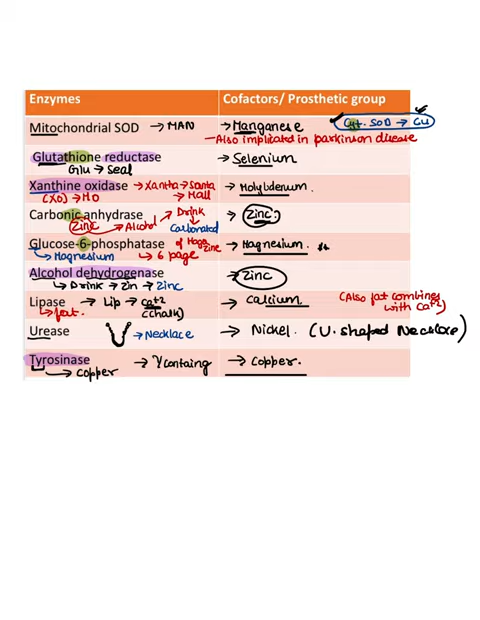 Enzymes
Cofactors/ Prosthetic group
Mitochondrial SOD → MAN
→ Manganese
Cyt. SOD → Cu
- Also implicated in parkinson disease
Glutathione reductase
Glu → Seal
→ Selenium
Xanthine oxidase → Xantha → Santa
(XO) → MO → Mall
→ Molybdenum.
Carbonic anhydrase
Zinc → Alcohol → Drink
Carbonated
→ Zinc.
Glucose-6-phosphatase
→ Magnesium → 6 page
→ Magnesium.
Alcohol dehydrogenase
→ Drink → Zin → Zinc
→ Zinc
Lipase → Lip → Ca+2
→ fat. (Chalk)
→ Calcium
(Also fat combines
with Ca+2)
Urease → Necklace
→ Nickel. (U. shaped Necklace)
Tyrosinase → Y Containg
→ Copper
→ Copper.